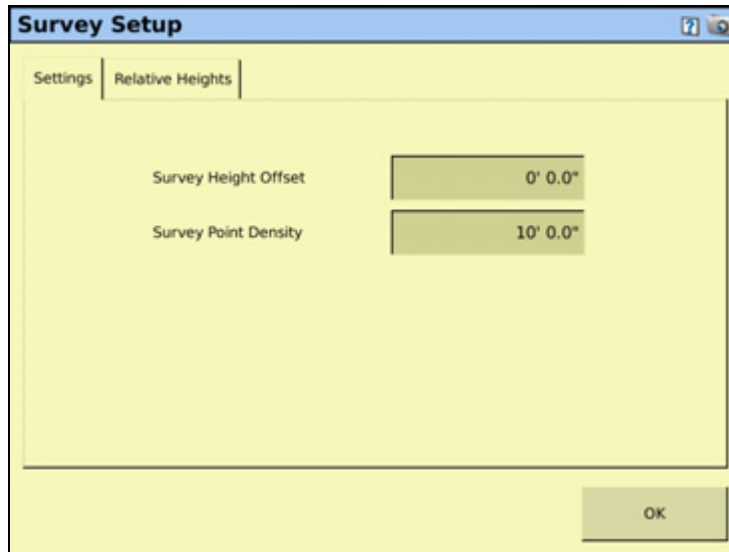 Survey Setup
?
Settings
Relative Heights
Survey Height Offset
0' 0.0"
Survey Point Density
10' 0.0"
OK